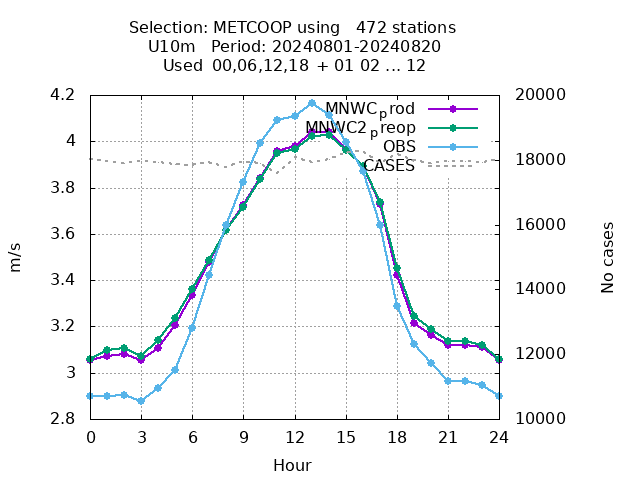 Selection: METCOOP using   472 stations
U10m   Period: 20240801-20240820
Used  00,06,12,18  + 01 02 ... 12
4.2
4
3.8
3.6
3.4
3.2
3
2.8
20000
18000
16000
14000
12000
10000
MNWCprod
MNWC2preop
OBS
CASES
m/s
No cases
0 3 6 9 12 15 18 21 24
Hour